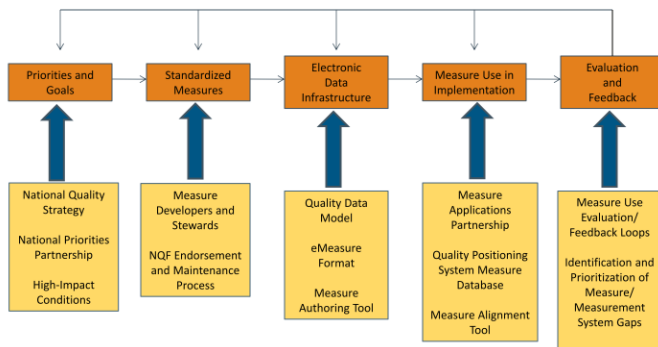 Priorities and
Goals
Standardized
Measures
Electronic
Data
Infrastructure
Measure Use in
Implementation
Evaluation
and
Feedback
National Quality
Strategy
National Priorities
Partnership
High-Impact
Conditions
Measure
Developers and
Stewards
NQF Endorsement
and Maintenance
Process
Quality Data
Model
eMeasure
Format
Measure
Authoring Tool
Measure
Applications
Partnership
Quality Positioning
System Measure
Database
Measure Alignment
Tool
Measure Use
Evaluation/
Feedback Loops
Identification and
Prioritization of
Measure/
Measurement
System Gaps